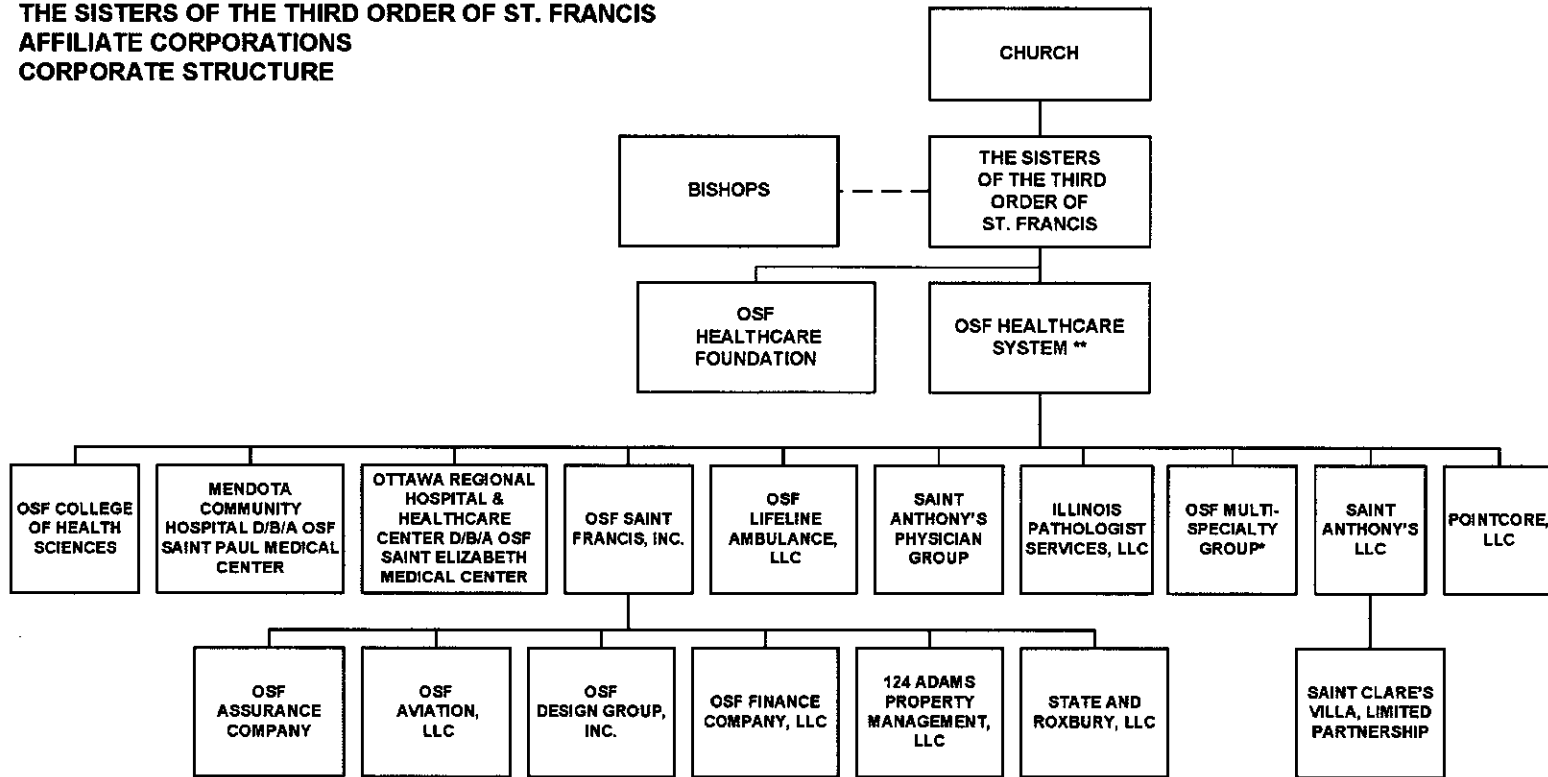 THE SISTERS OF THE THIRD ORDER OF ST. FRANCIS
AFFILIATE CORPORATIONS
CORPORATE STRUCTURE
CHURCH
BISHOPS
THE SISTERS
OF THE THIRD
ORDER OF
ST. FRANCIS
OSF
HEALTHCARE
FOUNDATION
OSF HEALTHCARE
SYSTEM **
OSF COLLEGE
OF HEALTH
SCIENCES
MENDOTA
COMMUNITY
HOSPITAL D/B/A OSF
SAINT PAUL MEDICAL
CENTER
OTTAWA REGIONAL
HOSPITAL &
HEALTHCARE
CENTER D/B/A OSF
SAINT ELIZABETH
MEDICAL CENTER
OSF SAINT
FRANCIS, INC.
OSF
LIFELINE
AMBULANCE,
LLC
SAINT
ANTHONY'S
PHYSICIAN
GROUP
ILLINOIS
PATHOLOGIST
SERVICES, LLC
OSF MULTI-
SPECIALTY
GROUP*
SAINT
ANTHONY'S
LLC
POINTCORE,
LLC
OSF
ASSURANCE
COMPANY
OSF
AVIATION,
LLC
OSF
DESIGN GROUP,
INC.
OSF FINANCE
COMPANY, LLC
124 ADAMS
PROPERTY
MANAGEMENT,
LLC
STATE AND
ROXBURY, LLC
SAINT CLARE'S
VILLA, LIMITED
PARTNERSHIP